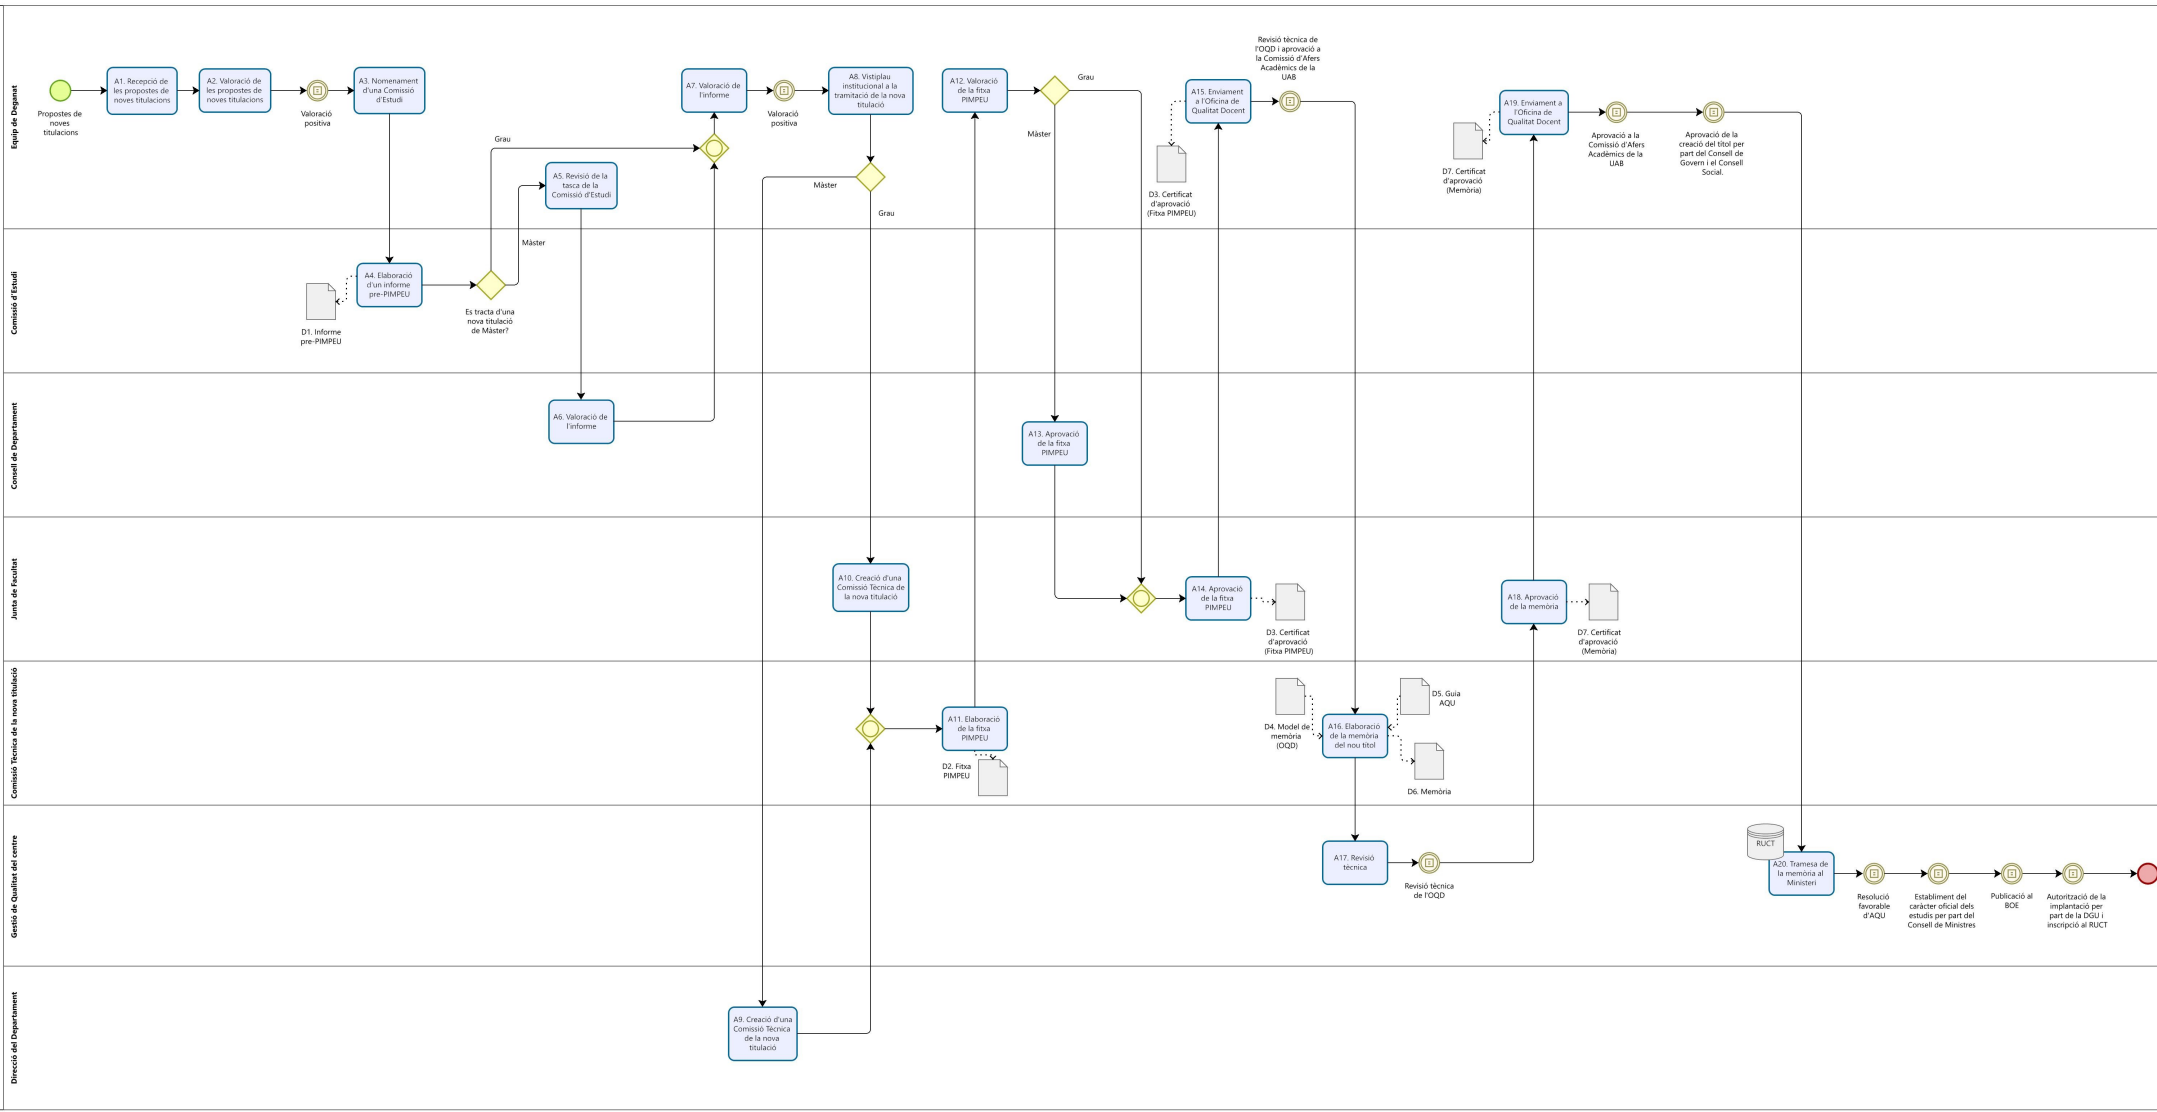 Equip de Deganat
Propostes de
noves
titulacions
A1. Recepció de
les propostes de
noves titulacions
A2. Valoració de
les propostes de
noves titulacions
Valoració
positiva
A3. Nomenament
d'una Comissió
d'Estudi
Grau
A5. Revisió de la
tasca de la
Comissió d'Estudi
A7. Valoració de
l'informe
Valoració
positiva
A8. Vistiplau
institucional a la
tramitació de la nova
titulació
Màster
Grau
A12. Valoració
de la fitxa
PIMPEU
Grau
Màster
D3. Certificat
d'aprovació
(Fitxa PIMPEU)
A15. Enviament
a l'Oficina de
Qualitat Docent
Revisió tècnica de
l'OQD i aprovació a
la Comissió d'Afers
Acadèmics de la
UAB
D7. Certificat
d'aprovació
(Memòria)
A19. Enviament a
l'Oficina de
Qualitat Docent
Aprovació a la
Comissió d'Afers
Acadèmics de la
UAB
Aprovació de la
creació del títol per
part del Consell de
Govern i el Consell
Social.
Comissió d'Estudi
D1. Informe
pre-PIMPEU
A4. Elaboració
d'un informe
pre-PIMPEU
Es tracta d'una
nova titulació
de Màster?
Màster
Consell de Departament
A6. Valoració de
l'informe
A13. Aprovació
de la fitxa
PIMPEU
Junta de Facultat
A10. Creació d'una
Comissió Tècnica de
la nova titulació
A14. Aprovació
de la fitxa
PIMPEU
D3. Certificat
d'aprovació
(Fitxa PIMPEU)
A18. Aprovació
de la memòria
D7. Certificat
d'aprovació
(Memòria)
Comissió Tècnica de la nova titulació
A11. Elaboració
de la fitxa
PIMPEU
D2. Fitxa
PIMPEU
D4. Model de
memòria
(OQD)
A16. Elaboració
de la memòria
del nou títol
D5. Guia
AQU
D6. Memòria
Gestió de Qualitat del centre
A17. Revisió
tècnica
Revisió tècnica
de l'OQD
RUCT
A20. Tramesa de
la memòria al
Ministeri
Resolució
favorable
d'AQU
Establiment del
caràcter oficial dels
estudis per part del
Consell de Ministres
Publicació al
BOE
Autorització de la
implantació per
part de la DGU i
inscripció al RUCT
Direcció del Departament
A9. Creació d'una
Comissió Tècnica
de la nova
titulació